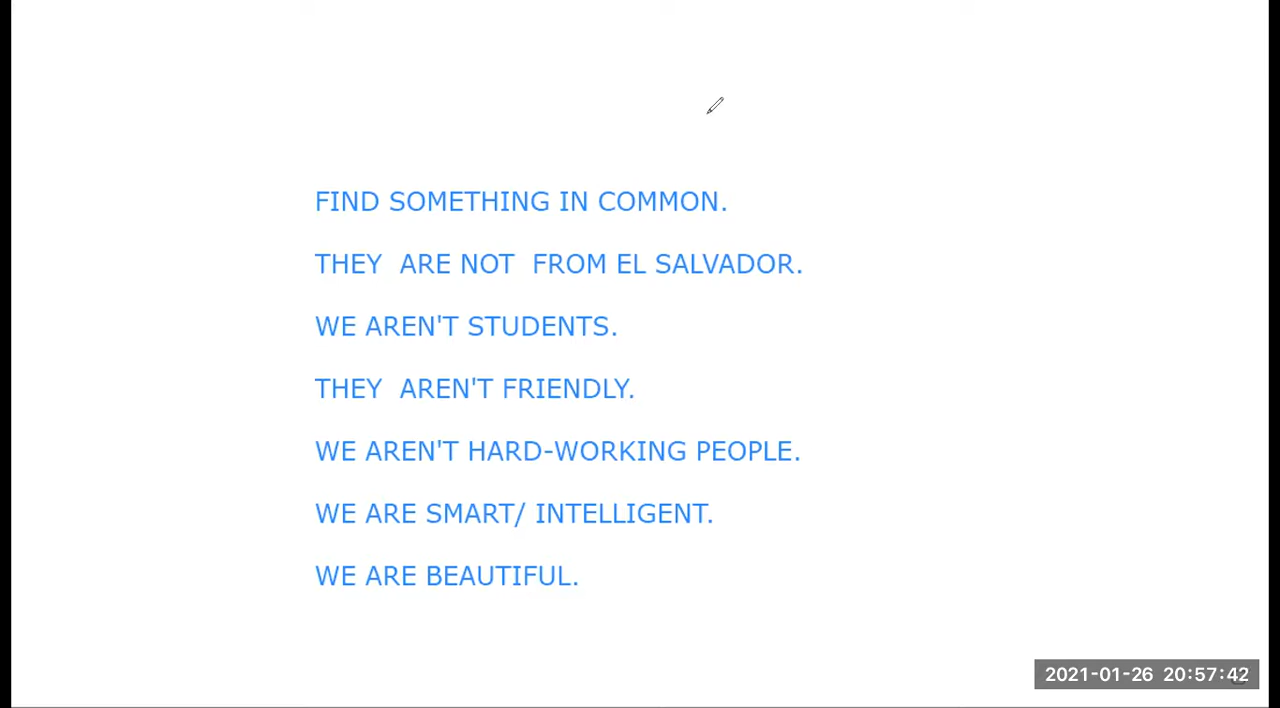 FIND SOMETHING IN COMMON.
THEY  ARE NOT  FROM EL SALVADOR.
WE AREN'T STUDENTS.
THEY  AREN'T FRIENDLY.
WE AREN'T HARD-WORKING PEOPLE.
WE ARE SMART/ INTELLIGENT.
WE ARE BEAUTIFUL.
2021-01-26  20:57:42